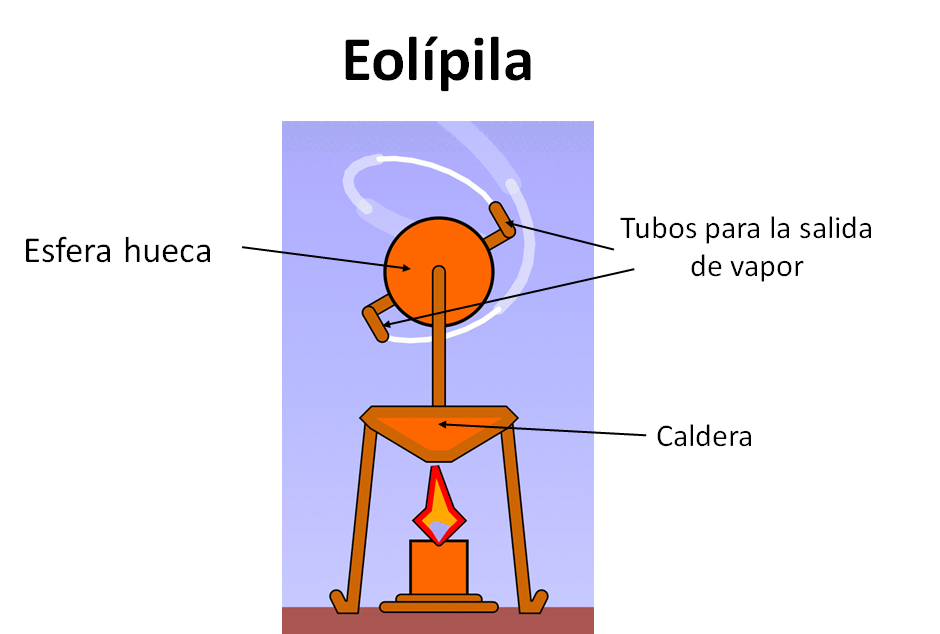 Eolípila
Esfera hueca
Tubos para la salida
de vapor
Caldera